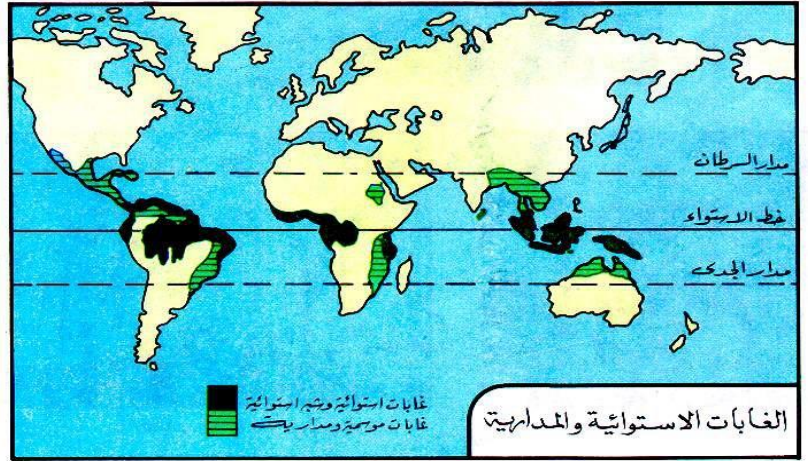 مدار السرطان
خط الاستواء
مدار الجدى
غابات استوائية وشبه استوائية
غابات موسمية ومدارية
الغابات الاستوائية والمدارية